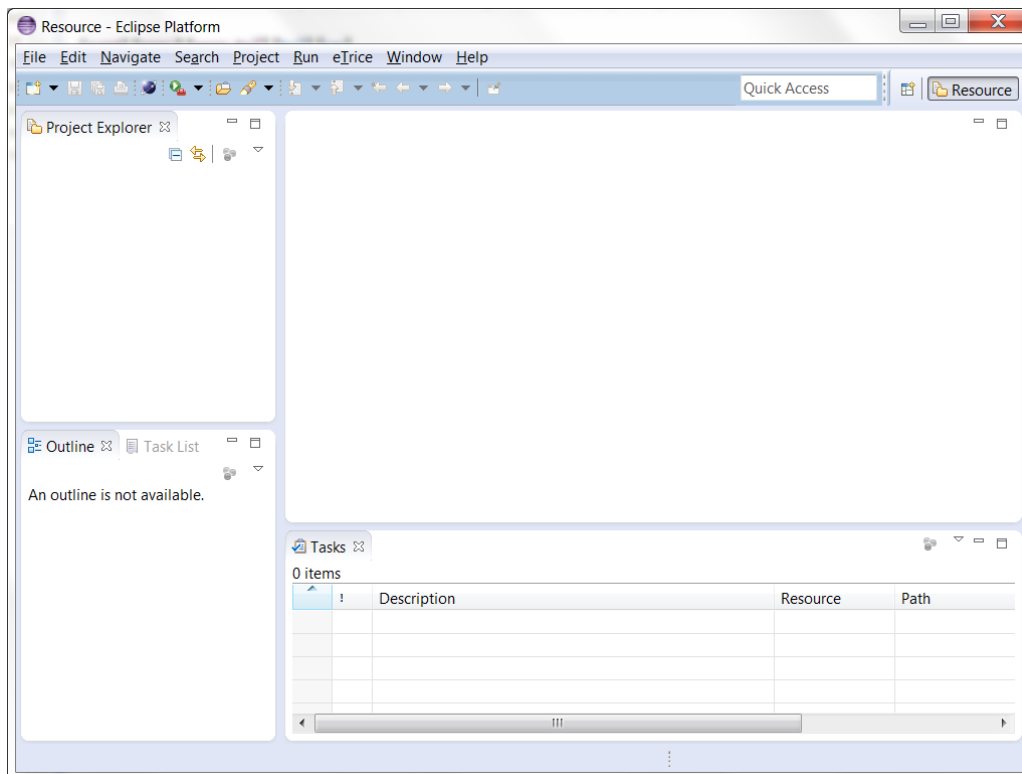 Resource - Eclipse Platform
File Edit Navigate Search Project Run eTrice Window Help
Quick Access
Resource
Project Explorer
Outline Task List
An outline is not available.
Tasks
0 items
! Description Resource Path